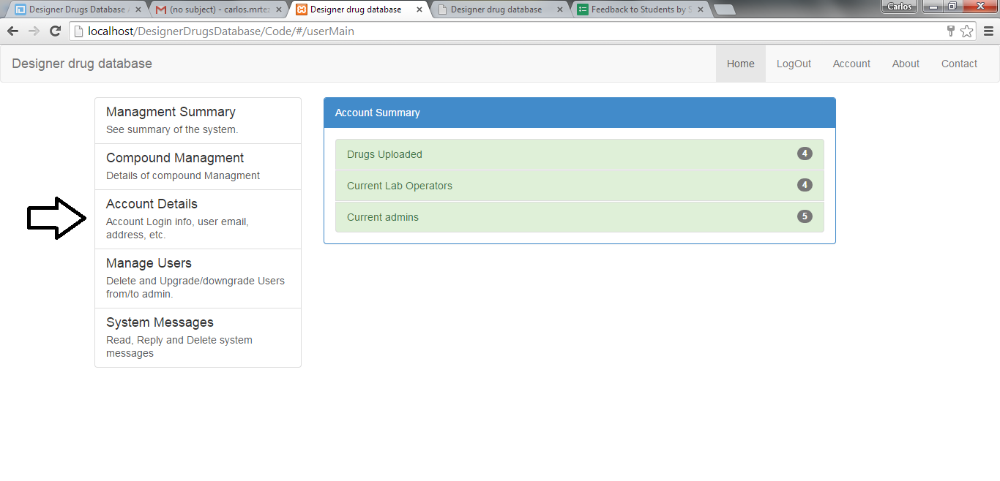 Designer Drugs Database
(no subject) - carlos.mrtez
Designer drug database
Designer drug database
Feedback to Students by S
Carlos
localhost/DesignerDrugsDatabase/Code/#/userMain
Designer drug database
Home
LogOut
Account
About
Contact
Managment Summary
See summary of the system.
Compound Managment
Details of compound Managment
Account Details
Account Login info, user email,
address, etc.
Manage Users
Delete and Upgrade/downgrade Users
from/to admin.
System Messages
Read, Reply and Delete system
messages
Account Summary
Drugs Uploaded 4
Current Lab Operators 4
Current admins 5